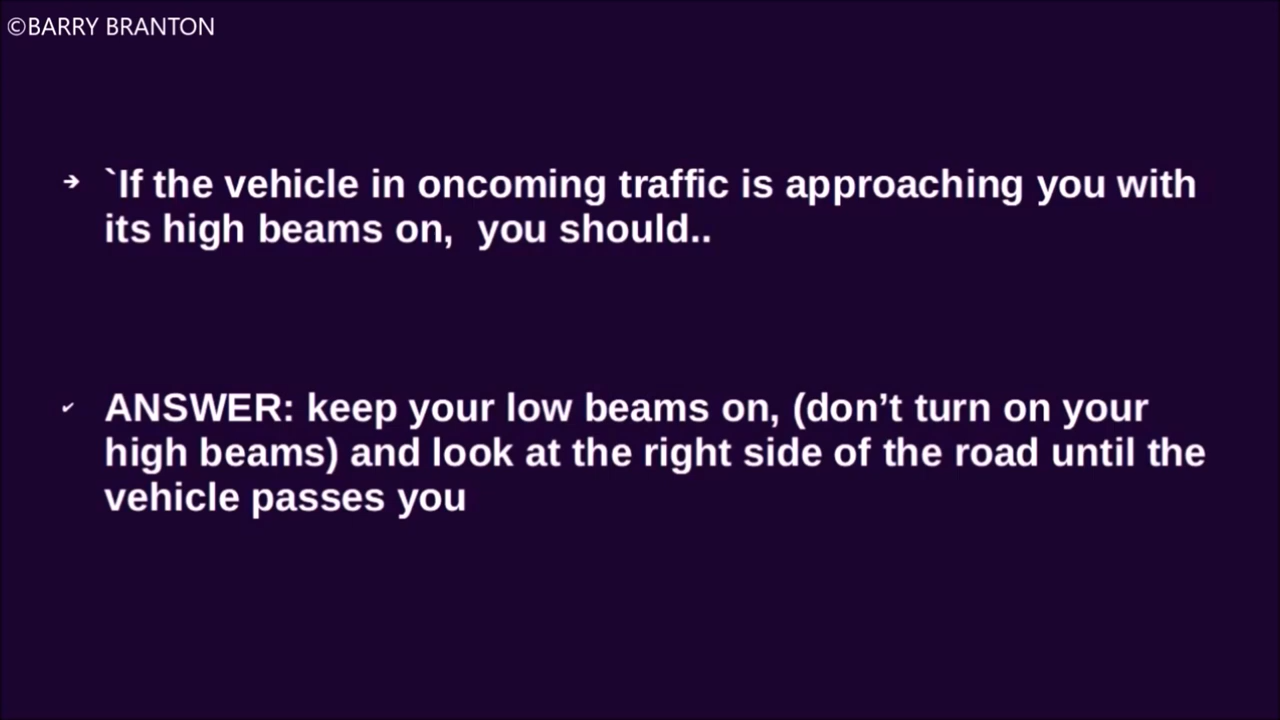 ©BARRY BRANTON
➔ `If the vehicle in oncoming traffic is approaching you with
its high beams on,  you should..
✔ ANSWER: keep your low beams on, (don’t turn on your
high beams) and look at the right side of the road until the
vehicle passes you